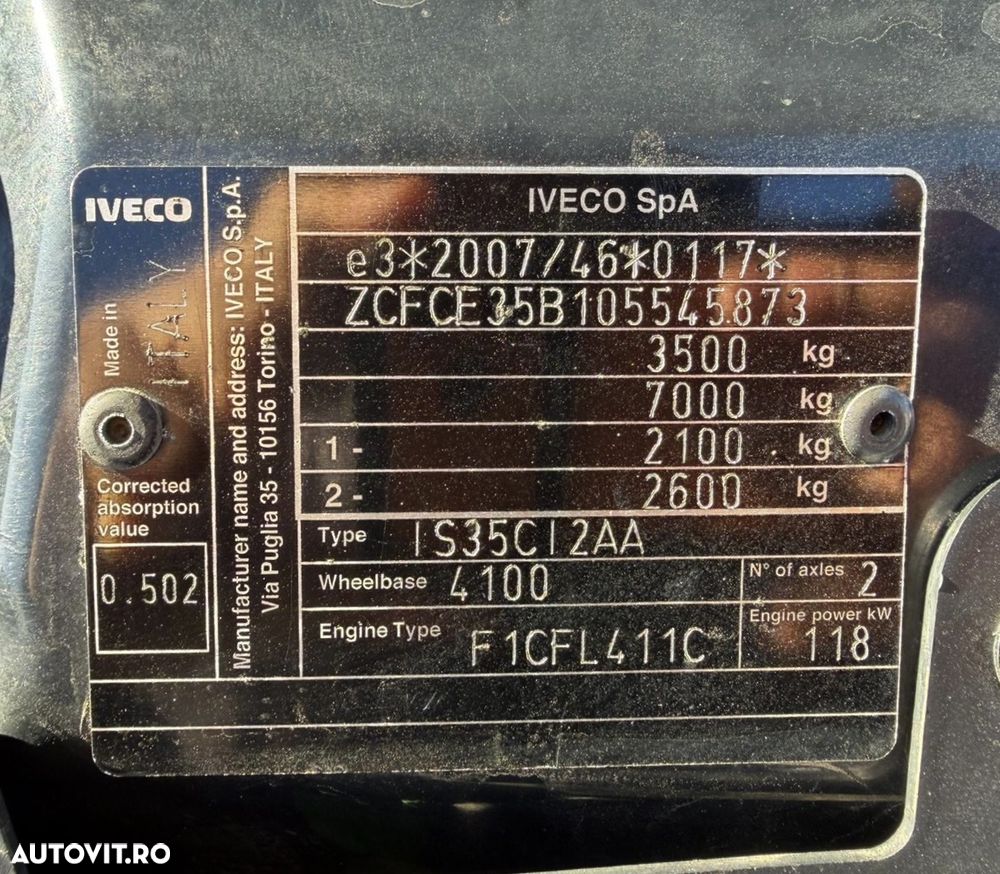 IVECO
Made in ITALY
Corrected
absorption
value
0.502
Manufacturer name and address: IVECO S.p.A.
Via Puglia 35 - 10156 Torino - ITALY
IVECO SpA
e3*2007/46*0117*
ZCFCE35B105545873
3500 kg
7000 kg
1 - 2100 kg
2 - 2600 kg
Type IS35CI2AA
Wheelbase 4100 N° of axles 2
Engine Type F1CFL411C Engine power kW 118
AUTOVIT.RO